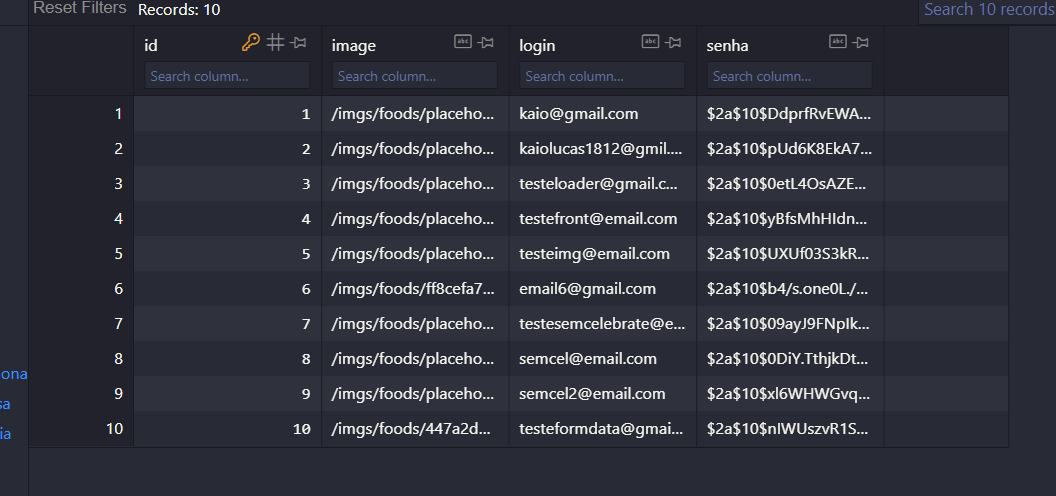 Reset Filters Records: 10 Search 10 records
id image login senha
Search column... Search column... Search column... Search column...
1 1 /imgs/foods/placeho... kaio@gmail.com $2a$10$DdprfRvEWA...
2 2 /imgs/foods/placeho... kaiolucas1812@gmil.... $2a$10$pUd6K8EkA7...
3 3 /imgs/foods/placeho... testeloader@gmail.c... $2a$10$0etL4OsAZE...
4 4 /imgs/foods/placeho... testefront@email.com $2a$10$yBfsMhHIdn...
5 5 /imgs/foods/placeho... testeimg@email.com $2a$10$UXUf03S3kR...
6 6 /imgs/foods/ff8cefa7... email6@gmail.com $2a$10$b4/s.one0L./...
7 7 /imgs/foods/placeho... testesemcelebrate@e... $2a$10$09ayJ9FNpIk...
8 8 /imgs/foods/placeho... semcel@email.com $2a$10$0DiY.TthjkDt...
ona
9 9 /imgs/foods/placeho... semcel2@email.com $2a$10$xl6WHWGvq...
sa
10 10 /imgs/foods/447a2d... testeformdata@gmai... $2a$10$nIWUszvR1S...
ia